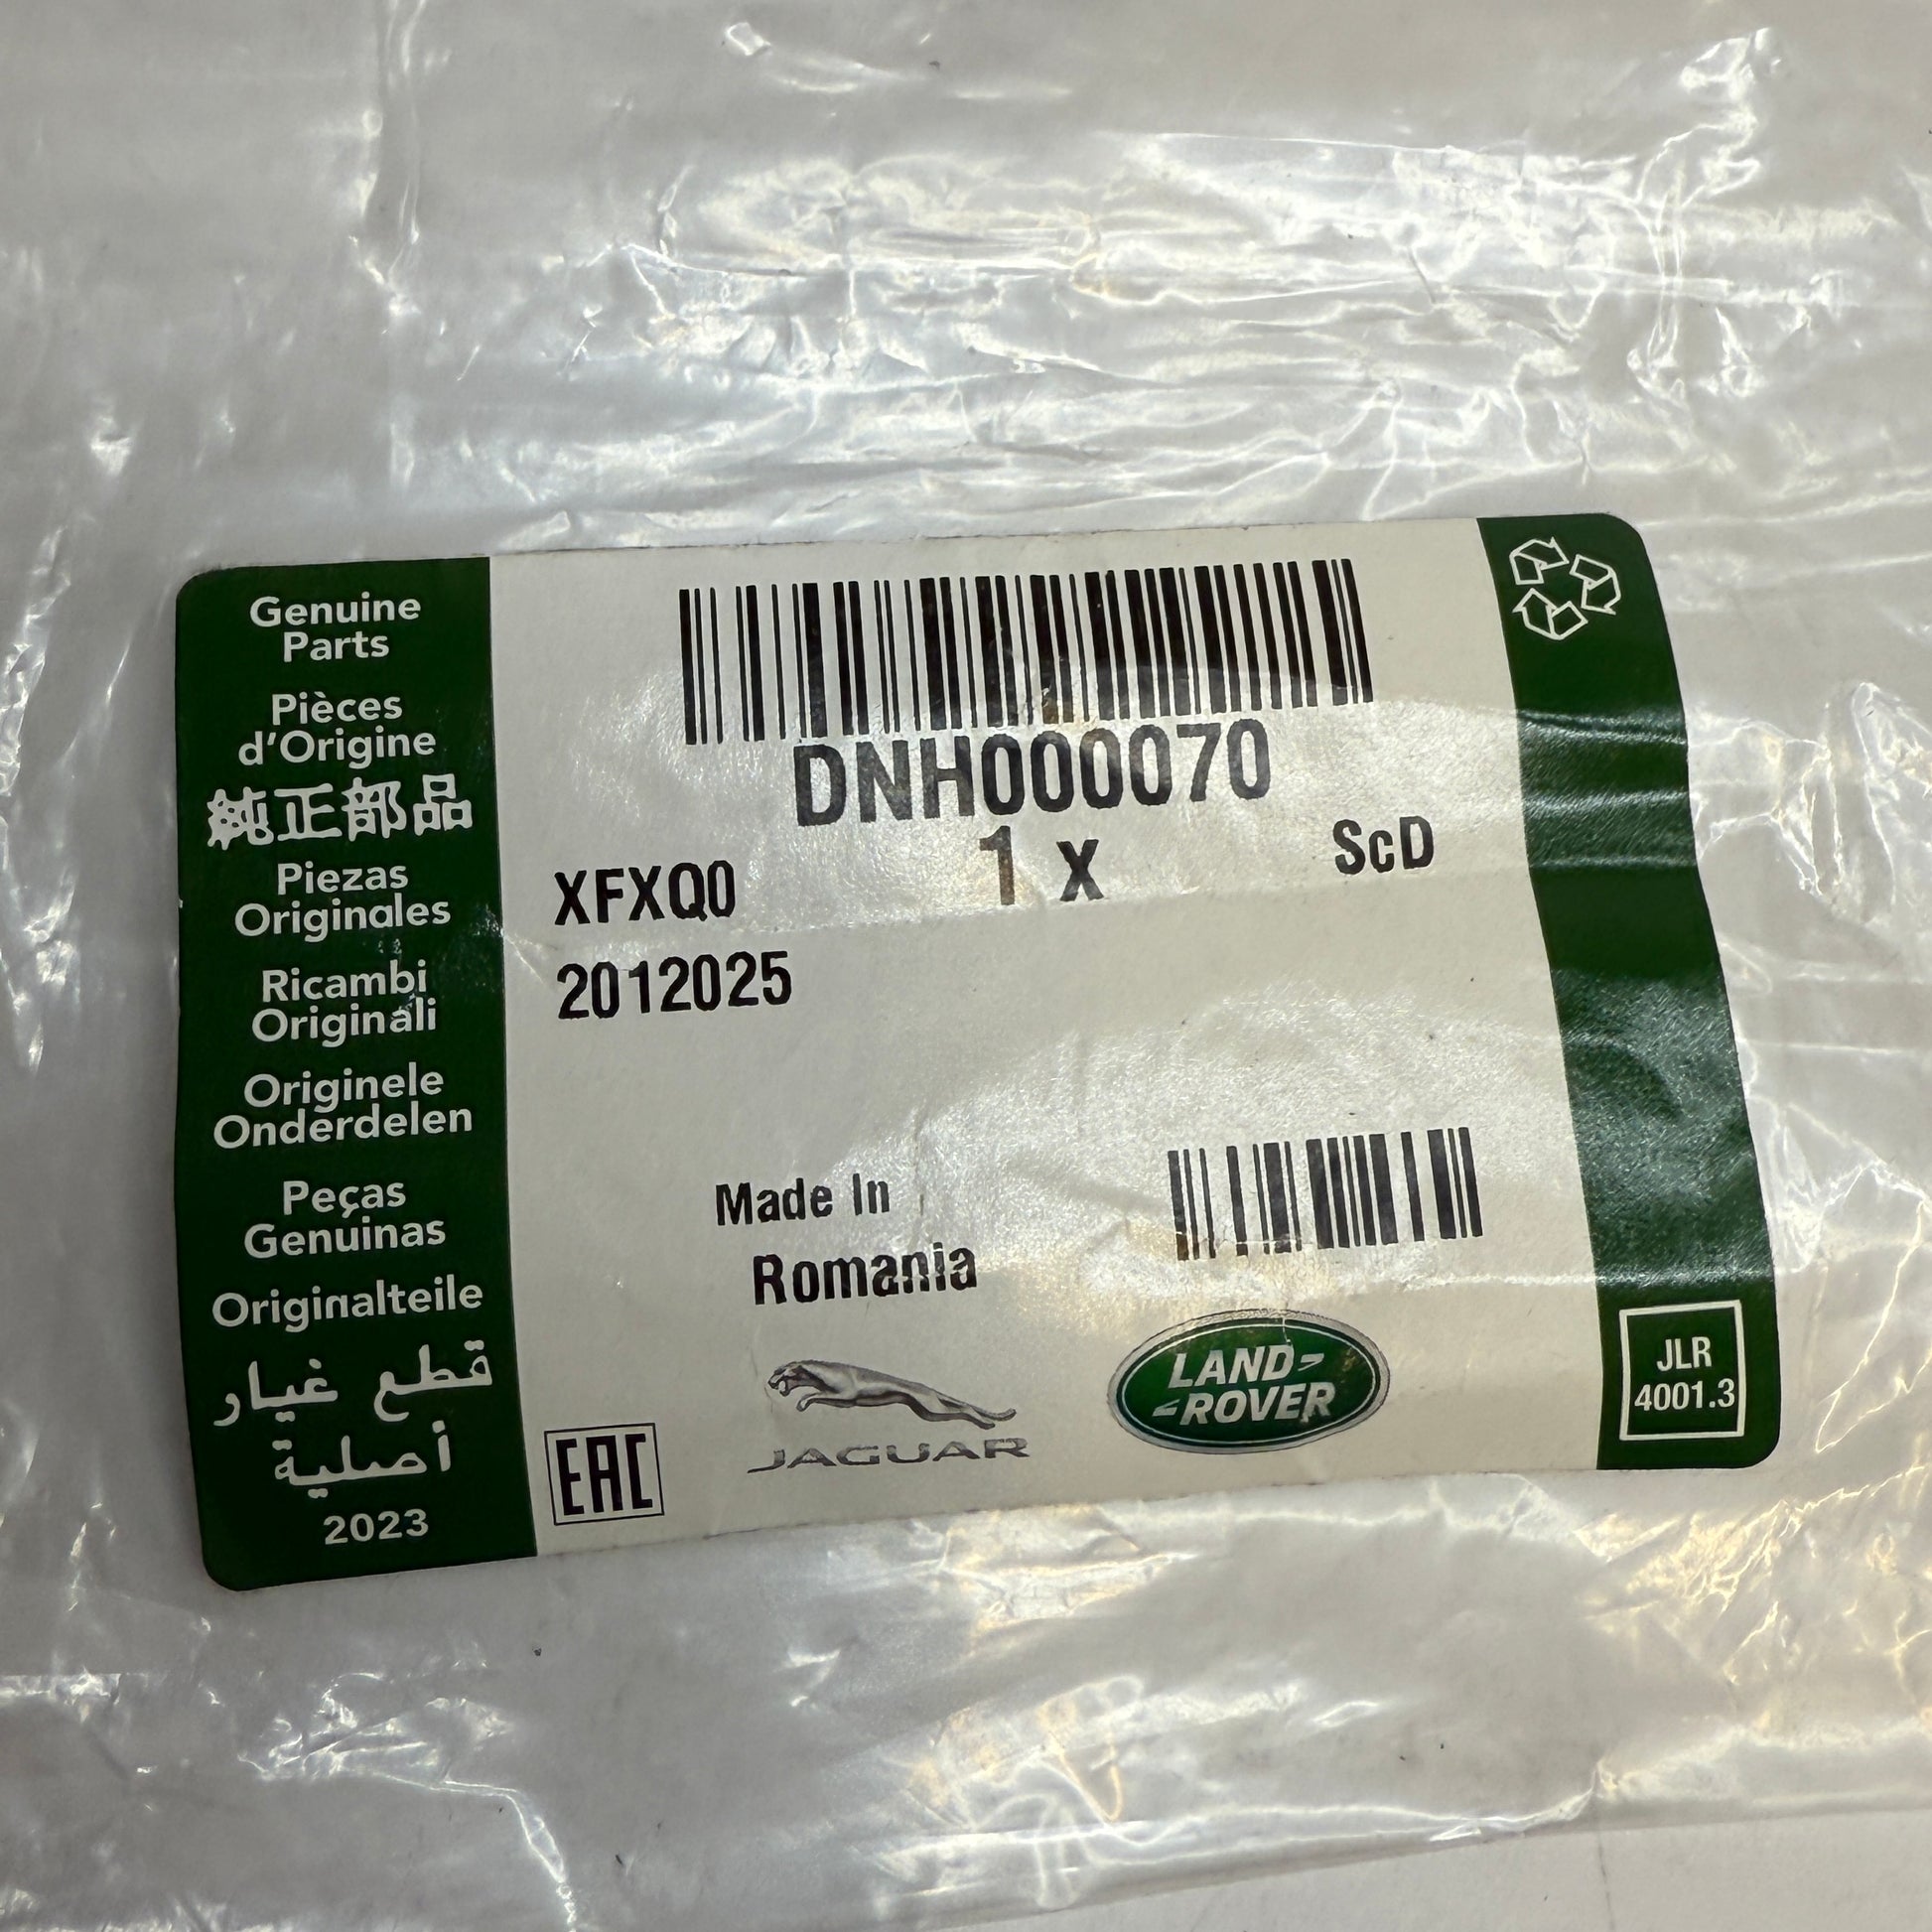 Genuine
Parts
Pièces
d'Origine
純正部品
Piezas
Originales
Ricambi
Originali
Originele
Onderdelen
Peças
Genuinas
Originalteile
قطع غيار
أصلية
2023
DNH000070
XFXQ0 1 X ScD
2012025
Made In
Romania
EAC
JAGUAR
LAND-
-ROVER
JLR
4001.3